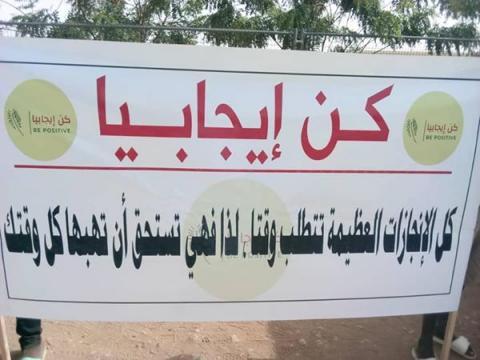 كن إيجابيا
كن إيجابيا
BE POSITIVE
كن إيجابيا
BE POSITIVE
كل الإنجازات العظيمة تتطلب وقتا, لذا فهي تستحق أن تهبها كل وقتك